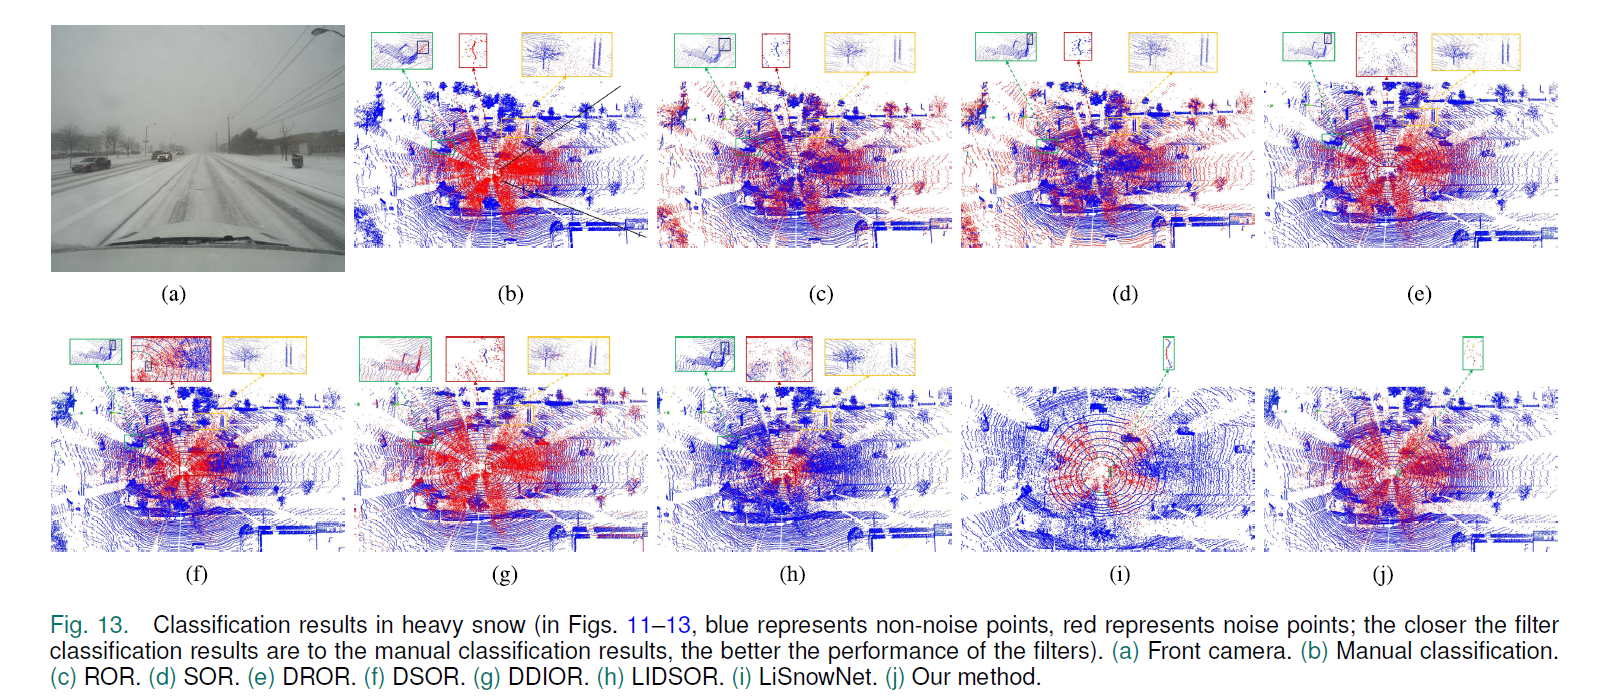 (a)
(b)
(c)
(d)
(e)
(f)
(g)
(h)
(i)
(j)
Fig. 13. Classification results in heavy snow (in Figs. 11–13, blue represents non-noise points, red represents noise points; the closer the filter
classification results are to the manual classification results, the better the performance of the filters). (a) Front camera. (b) Manual classification.
(c) ROR. (d) SOR. (e) DROR. (f) DSOR. (g) DDIOR. (h) LIDSOR. (i) LiSnowNet. (j) Our method.